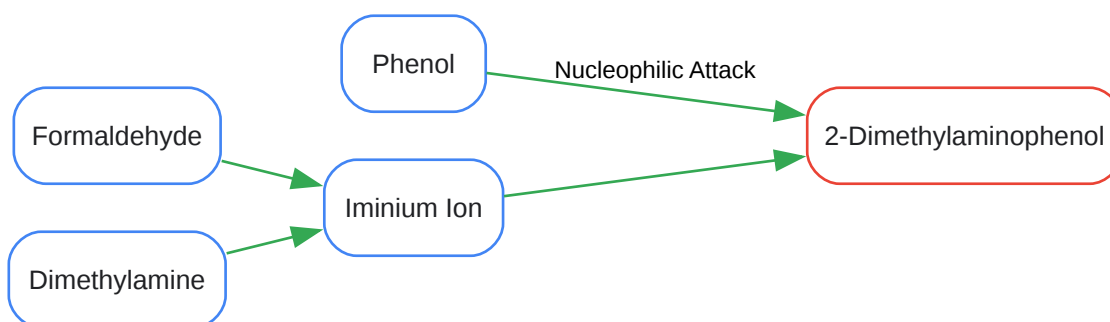 Phenol
Nucleophilic Attack
Formaldehyde
2-Dimethylaminophenol
Iminium Ion
Dimethylamine